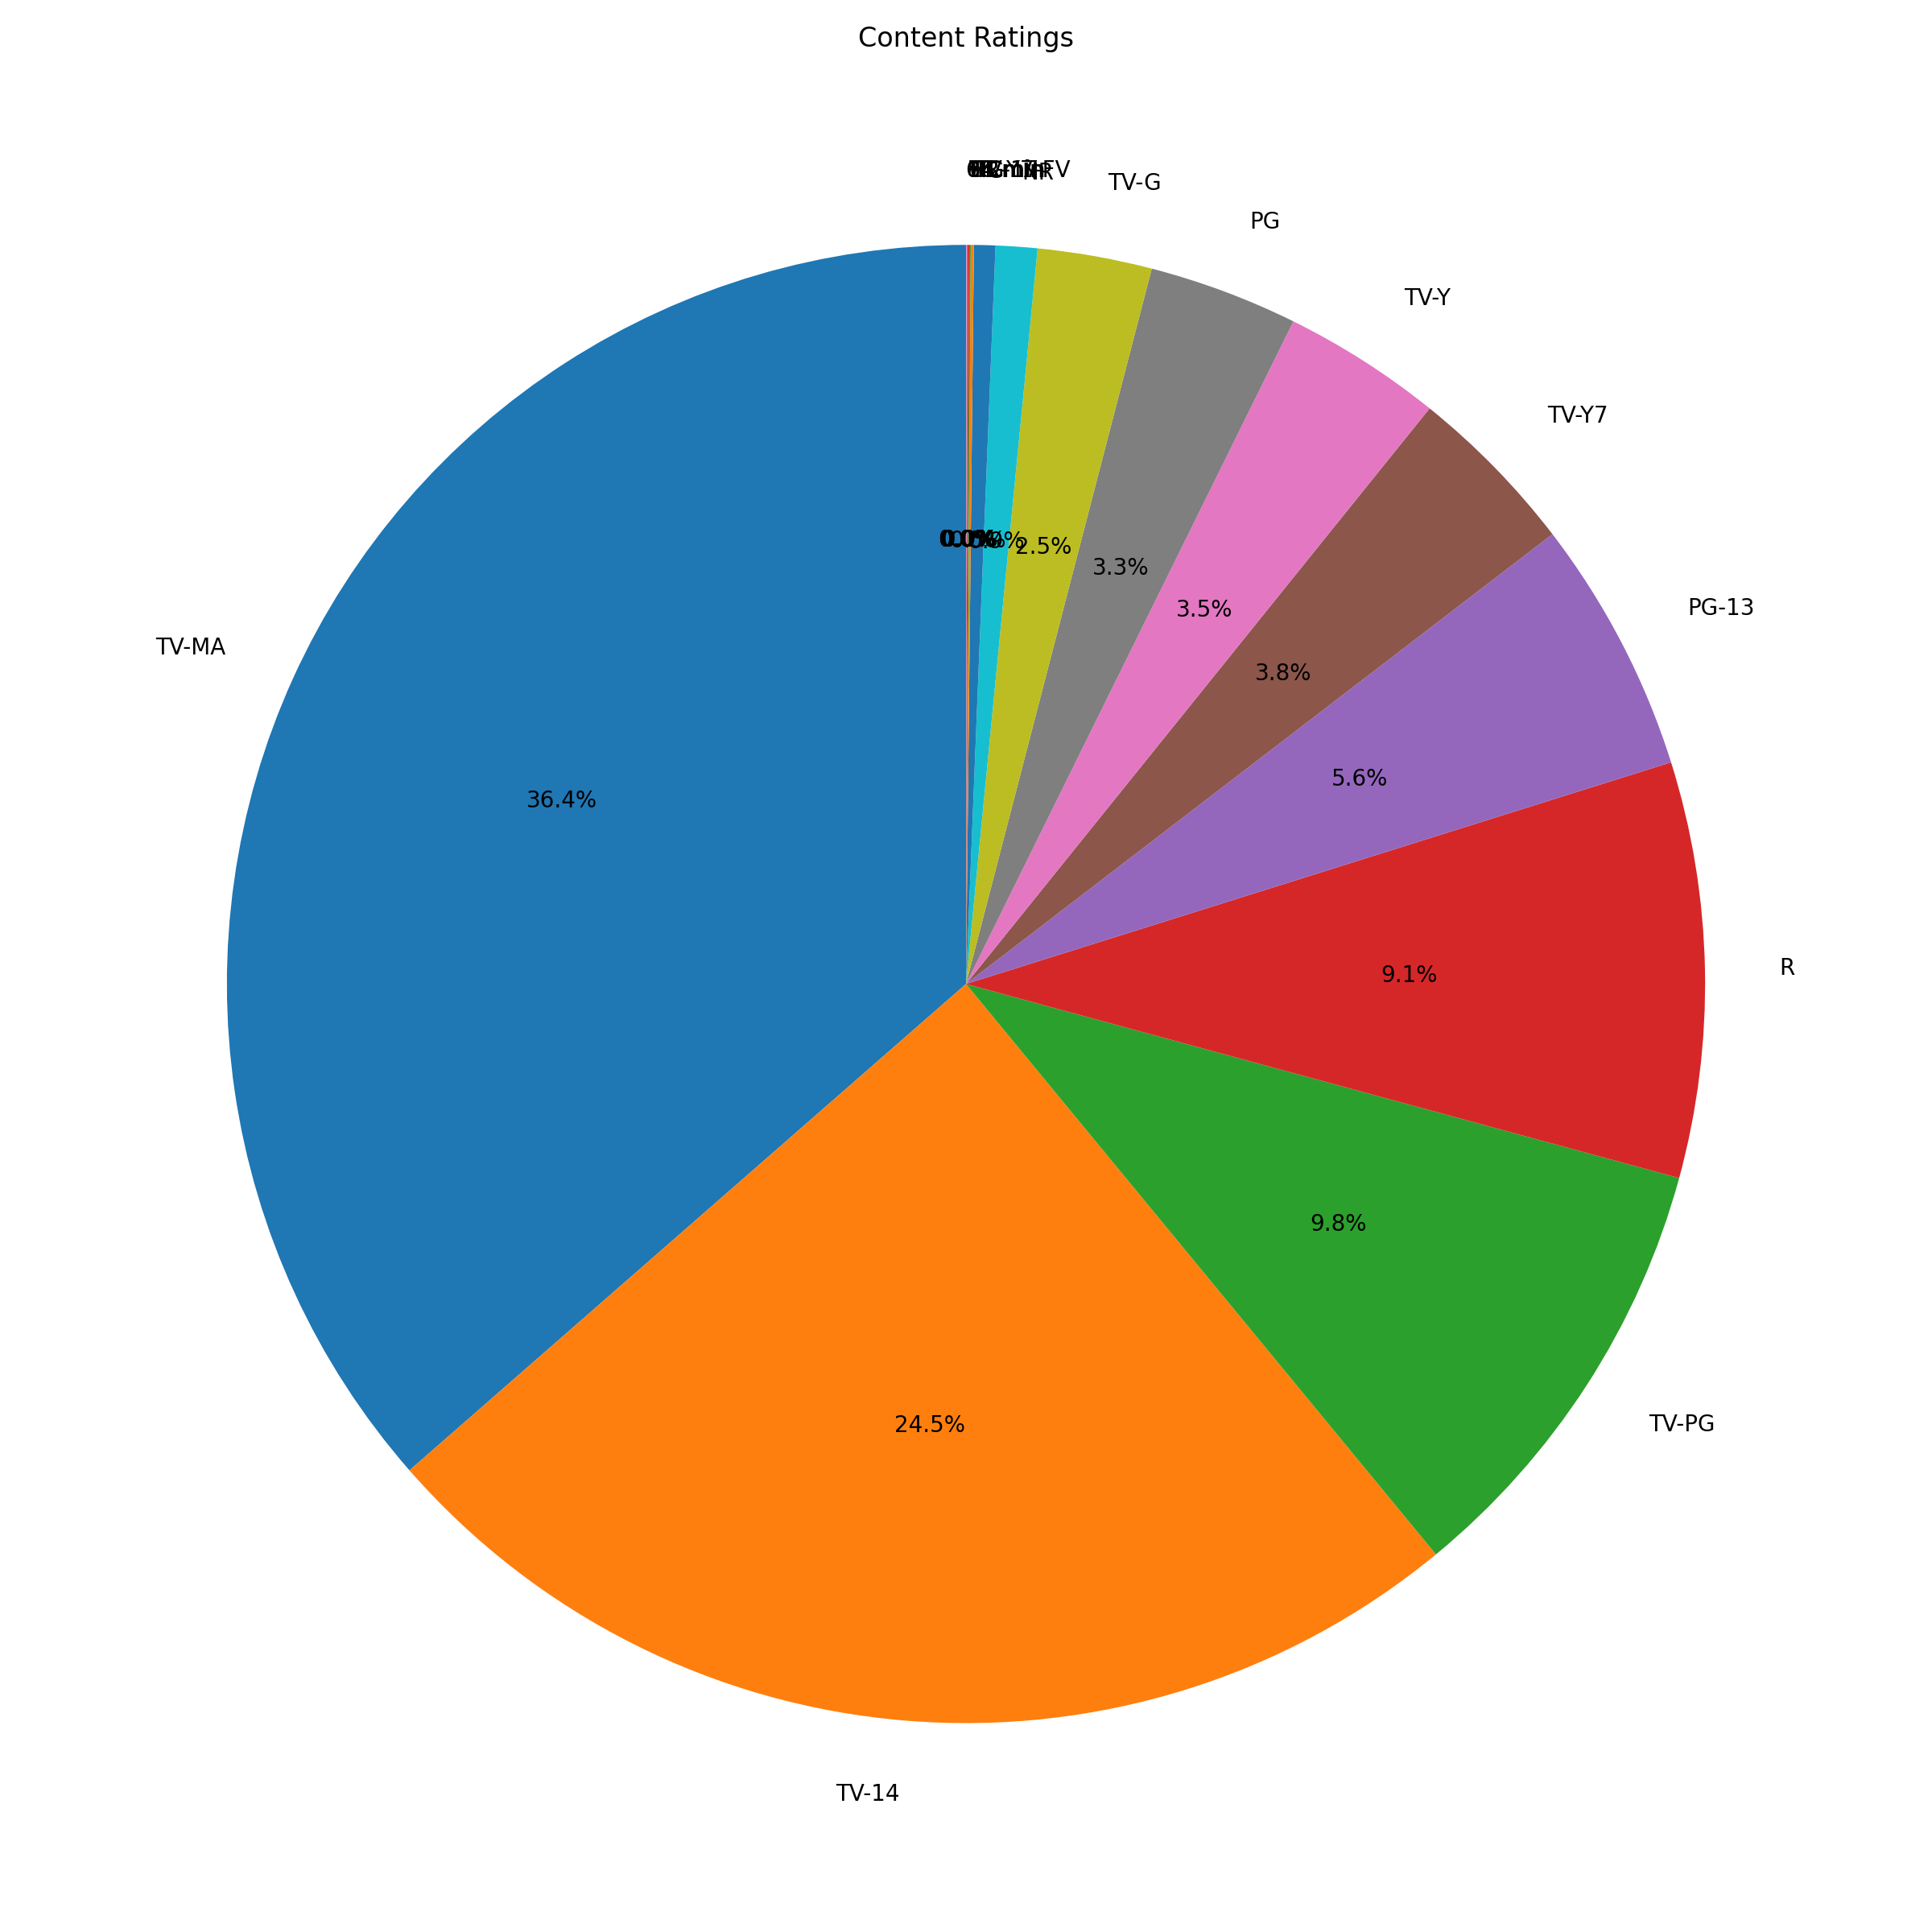 Content Ratings
TV-G
PG
TV-Y
TV-Y7
PG-13
R
TV-PG
TV-14
TV-MA
2.5%
3.3%
3.5%
3.8%
5.6%
9.1%
9.8%
24.5%
36.4%